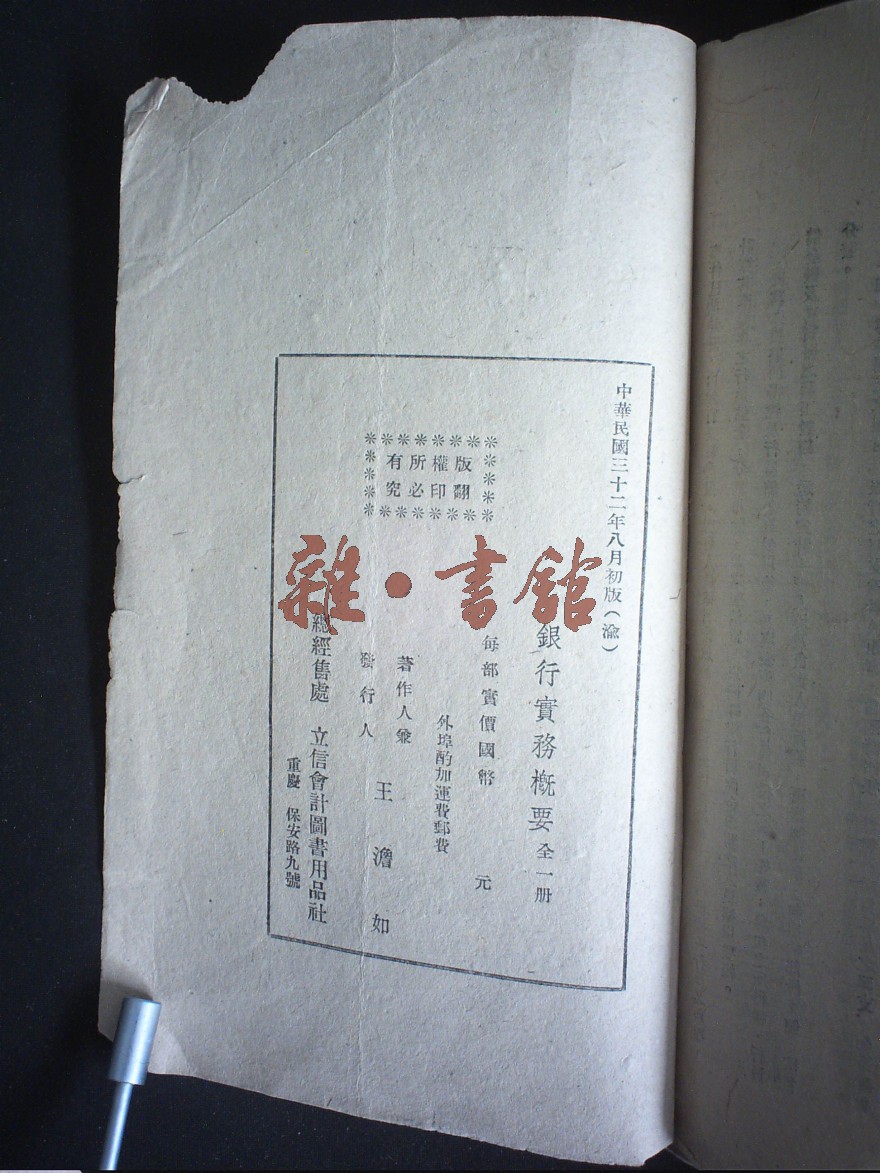 中華民國三十二年八月初版(渝)
版權所有
翻印必究
銀行實務概要 全一册
每部實價國幣 元
外埠酌加運費郵費
著作人兼
發行人
王澹如
總經售處 立信會計圖書用品社
重慶 保安路九號
雜·書館